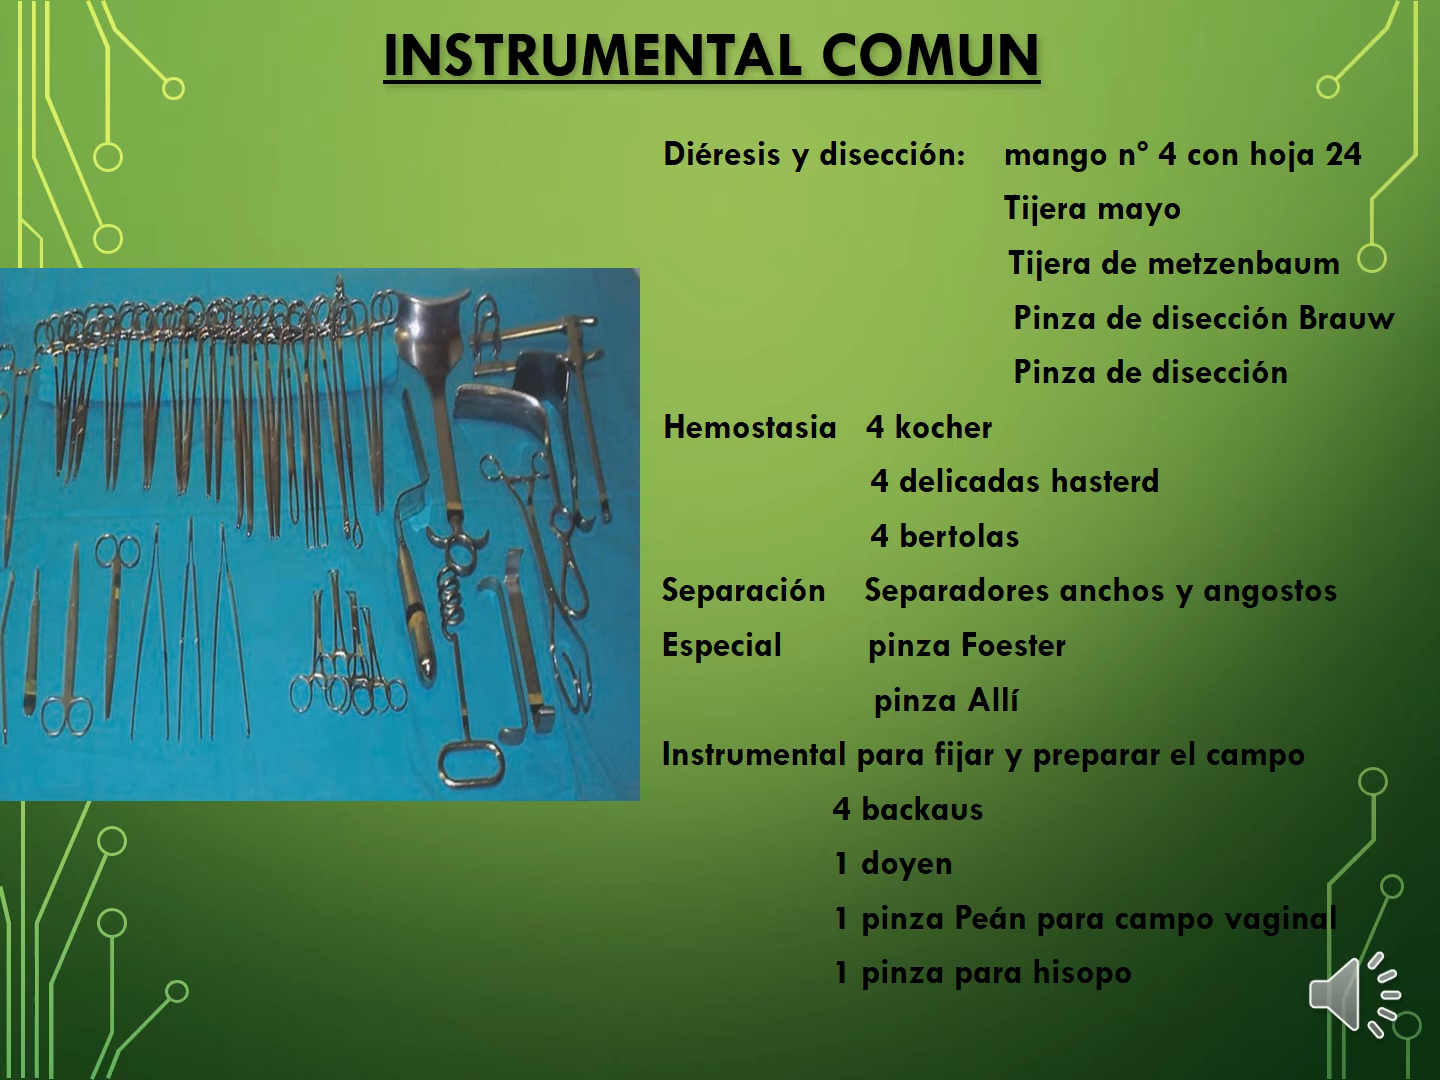 INSTRUMENTAL COMUN
Diéresis y disección: mango nº 4 con hoja 24
Tijera mayo
Tijera de metzenbaum
Pinza de disección Brauw
Pinza de disección
Hemostasia 4 kocher
4 delicadas hasterd
4 bertolas
Separación Separadores anchos y angostos
Especial pinza Foester
pinza Allí
Instrumental para fijar y preparar el campo
4 backaus
1 doyen
1 pinza Peán para campo vaginal
1 pinza para hisopo